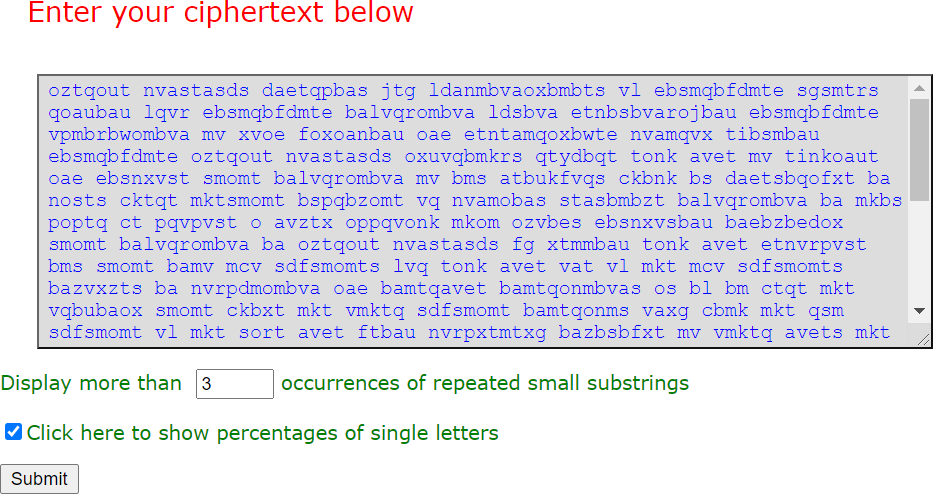 Enter your ciphertext below
oztqout nvastasds daetqpbas jtg ldanmbvaoxbmbts vl ebsmqbfdmte sgsmtrs
qoaubau lqvr ebsmqbfdmte balvqrombva ldsbva etnbsbvarojbau ebsmqbfdmte
vpmbrbwombva mv xvoe foxoanbau oae etntamqoxbwte nvamqvx tibsmbau
ebsmqbfdmte oztqout nvastasds oxuvqbmkrs qtydbqt tonk avet mv tinkoaut
oae ebsnxvst smomt balvqrombva mv bms atbukfvqs ckbnk bs daetsbqofxt ba
nosts cktqt mktsmomt bspqbzomt vq nvamobas stasbmbzt balvqrombva ba mkbs
poptq ct pqvpvst o avztx oppqvonk mkom ozvbes ebsnxvsbau baebzbedox
smomt balvqrombva ba oztqout nvastasds fg xtmmbau tonk avet etnvrpvst
bms smomt bamv mcv sdfsmomts lvq tonk avet vat vl mkt mcv sdfsmomts
bazvxzts ba nvrpdmombva oae bamtqavet bamtqonmbvas os bl bm ctqt mkt
vqbubaox smomt ckbxt mkt vmktq sdfsmomt bamtqonms vaxg cbmk mkt qsm
sdfsmomt vl mkt sort avet ftbau nvrpxtmtxg bazbsbfxt mv vmktq avets mkt
Display more than 3 occurrences of repeated small substrings
Click here to show percentages of single letters
Submit